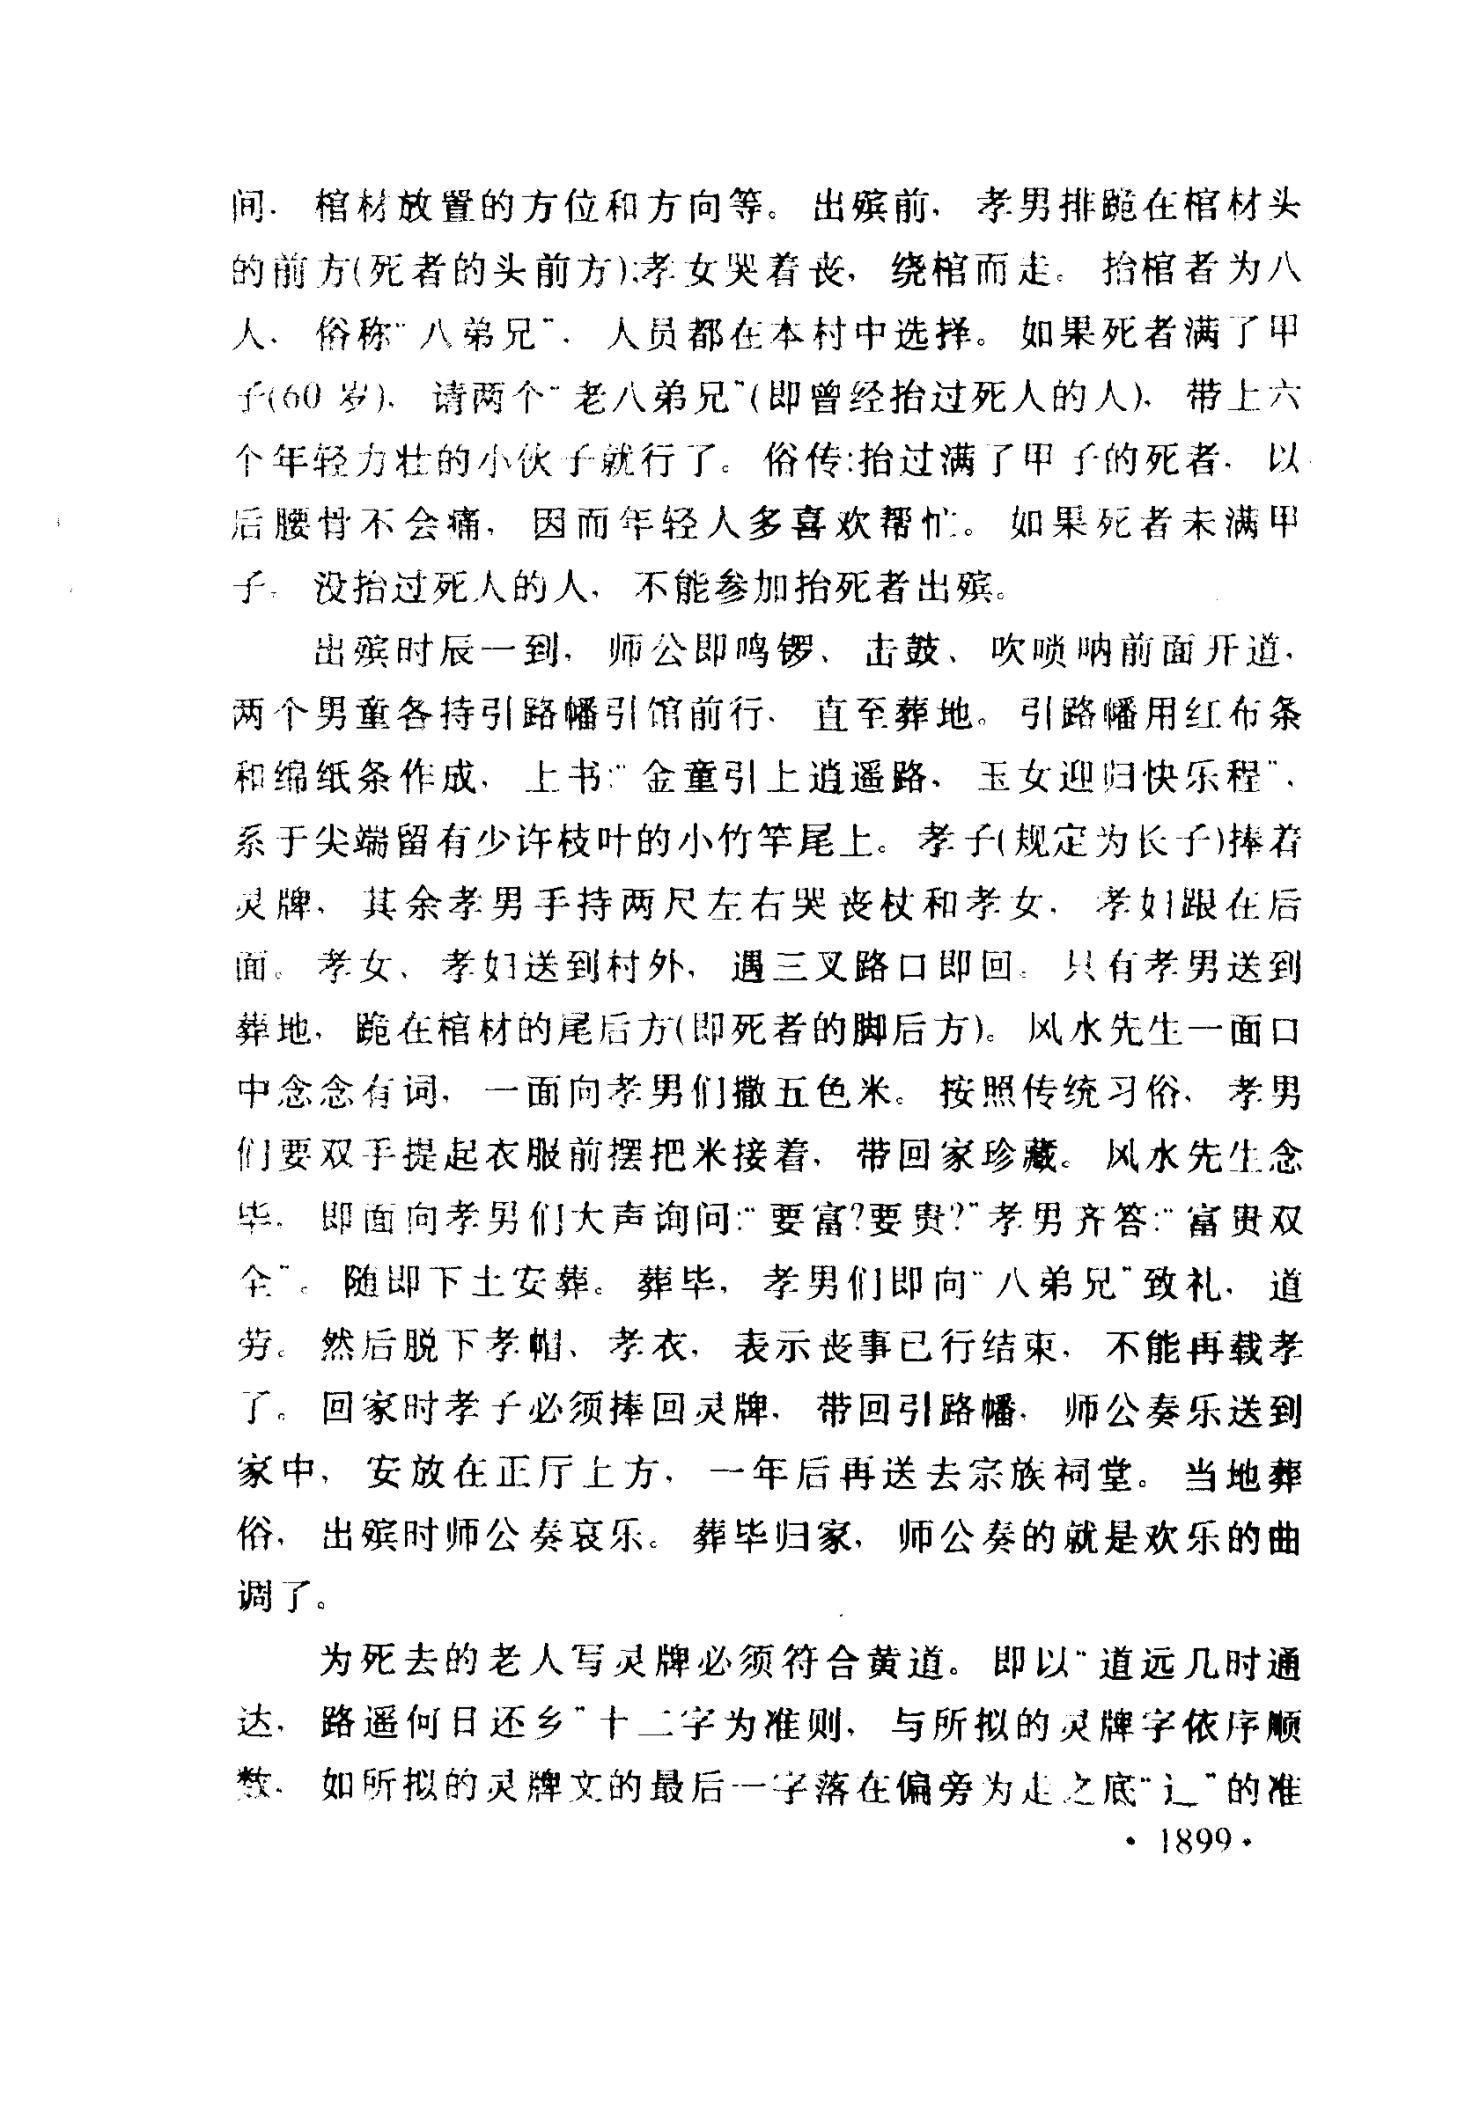 间，棺材放置的方位和方向等。出殡前，孝男排跪在棺材头
的前方(死者的头前方);孝女哭着丧，绕棺而走。抬棺者为八
人，俗称“八弟兄”，人员都在本村中选择。如果死者满了甲
子(60岁)，请两个“老八弟兄”(即曾经抬过死人的人)，带上六
个年轻力壮的小伙子就行了。俗传:抬过满了甲子的死者，以
后腰骨不会痛，因而年轻人多喜欢帮忙。如果死者未满甲
子，没抬过死人的人，不能参加抬死者出殡。
出殡时辰一到，师公即鸣锣、击鼓、吹唢呐前面开道，
两个男童各持引路幡引馆前行，直至葬地。引路幡用红布条
和绵纸条作成，上书:“金童引上逍遥路，玉女迎归快乐程”，
系于尖端留有少许枝叶的小竹竿尾上。孝子(规定为长子)捧着
灵牌，其余孝男手持两尺左右哭丧杖和孝女，孝妇跟在后
面。孝女、孝妇送到村外，遇三叉路口即回。只有孝男送到
葬地，跪在棺材的尾后方(即死者的脚后方)。风水先生一面口
中念念有词，一面向孝男们撒五色米。按照传统习俗，孝男
们要双手提起衣服前摆把米接着，带回家珍藏。风水先生念
毕，即面向孝男们大声询问:“要富?要贵?”孝男齐答:“富贵双
全”。随即下土安葬。葬毕，孝男们即向“八弟兄”致礼，道
劳。然后脱下孝帽、孝衣，表示丧事已行结束，不能再载孝
了。回家时孝子必须捧回灵牌，带回引路幡，师公奏乐送到
家中，安放在正厅上方，一年后再送去宗族祠堂。当地葬
俗，出殡时师公奏哀乐。葬毕归家，师公奏的就是欢乐的曲
调了。
为死去的老人写灵牌必须符合黄道。即以“道远几时通
达，路遥何日还乡”十二字为准则，与所拟的灵牌字依序顺
数，如所拟的灵牌文的最后一字落在偏旁为走之底“辶”的准
·1899·